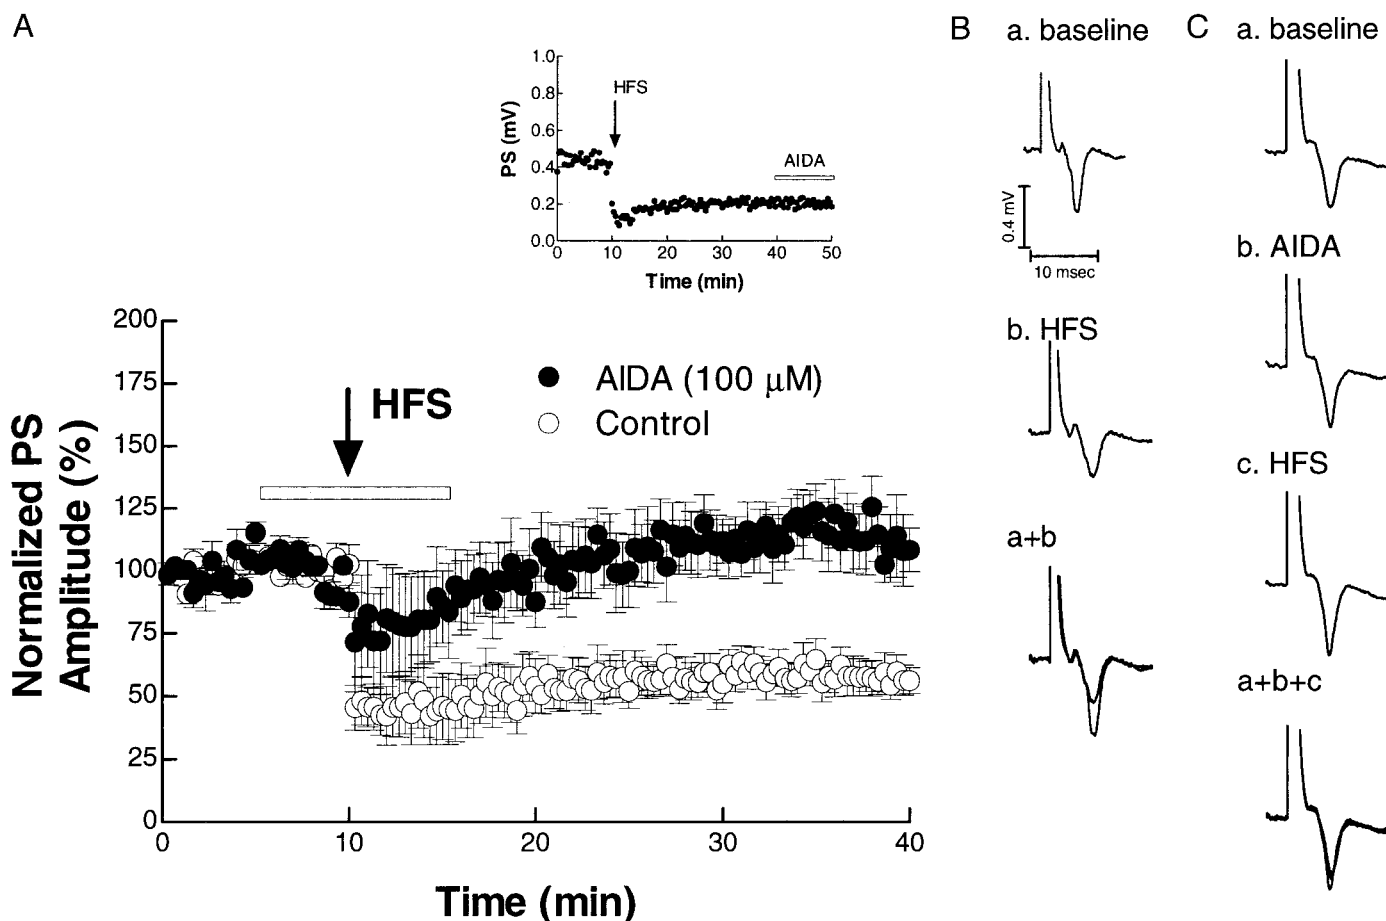 A
1.0
0.8
0.6
0.4
0.2
0.0
PS (mV)
HFS
AIDA
0 10 20 30 40 50
Time (min)
200
175
150
125
100
75
50
25
0
Normalized PS
Amplitude (%)
HFS
AIDA (100 μM)
Control
0 10 20 30 40
Time (min)
B
a. baseline
0.4 mV
10 msec
b. HFS
a+b
C
a. baseline
b. AIDA
c. HFS
a+b+c